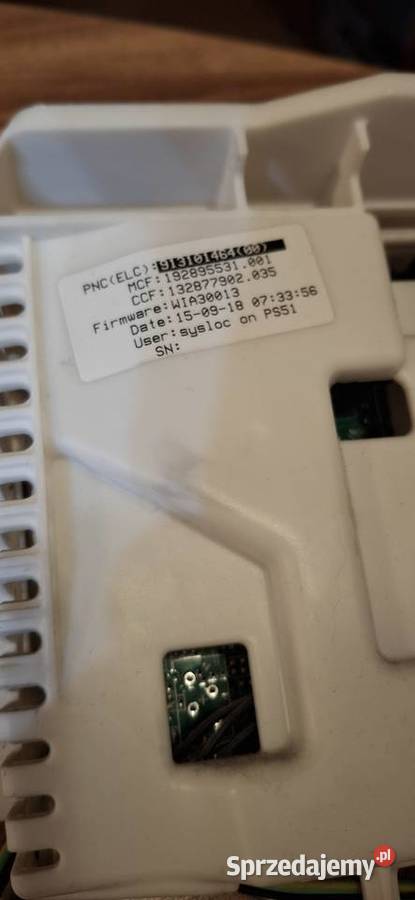 PNC(ELC):913101464(00)
MCF:192895531.001
CCF:132877902.035
Firmware:WIA30013
Date:15-09-18 07:33:56
User:sysloc on PS51
SN:
Sprzedajemy.pl